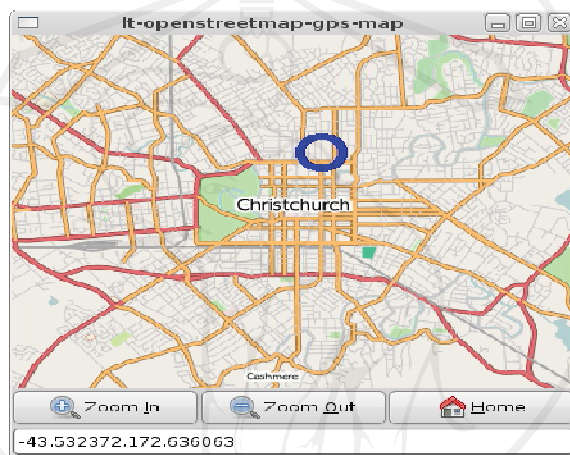 lt-openstreetmap-gps-map
Christchurch
Cashmere
Zoom In
Zoom Out
Home
-43.532372,172.636063